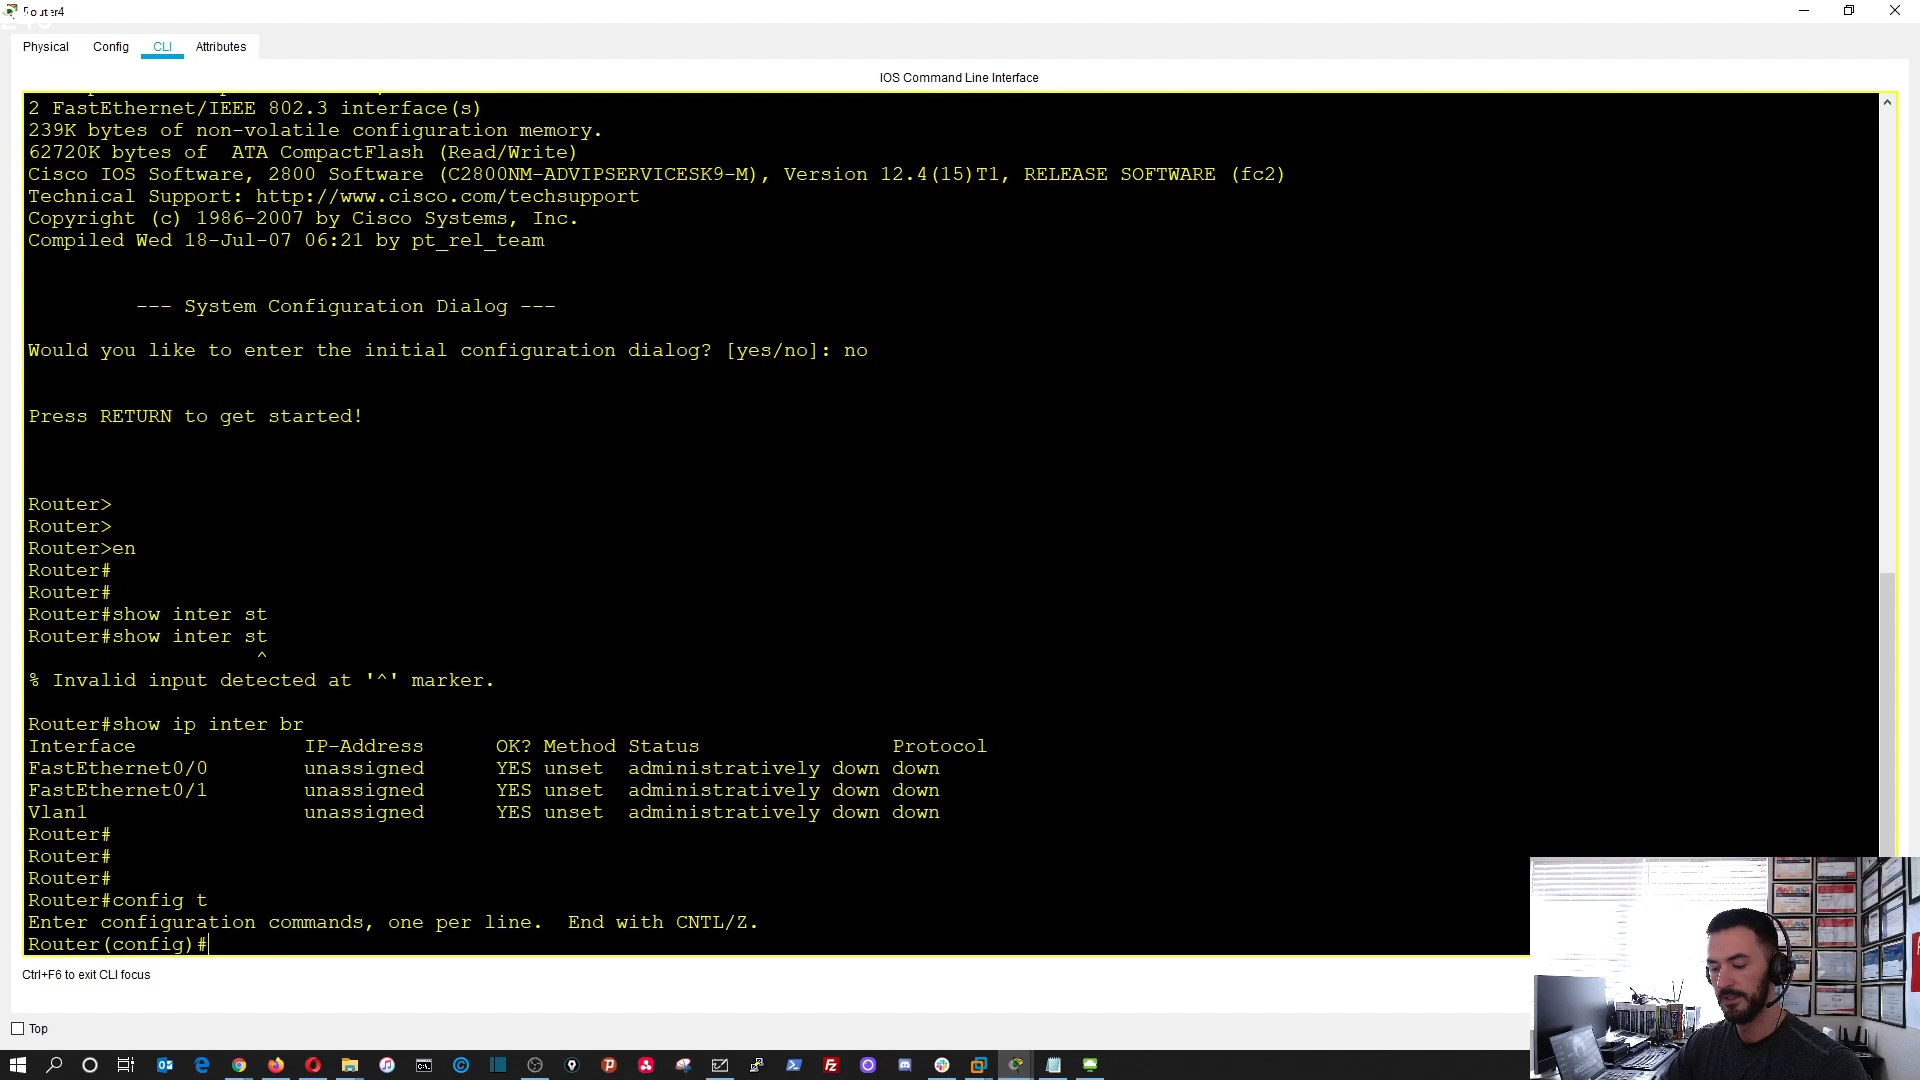 Router4
Physical Config CLI Attributes
IOS Command Line Interface
2 FastEthernet/IEEE 802.3 interface(s)
239K bytes of non-volatile configuration memory.
62720K bytes of  ATA CompactFlash (Read/Write)
Cisco IOS Software, 2800 Software (C2800NM-ADVIPSERVICESK9-M), Version 12.4(15)T1, RELEASE SOFTWARE (fc2)
Technical Support: http://www.cisco.com/techsupport
Copyright (c) 1986-2007 by Cisco Systems, Inc.
Compiled Wed 18-Jul-07 06:21 by pt_rel_team
--- System Configuration Dialog ---
Would you like to enter the initial configuration dialog? [yes/no]: no
Press RETURN to get started!
Router>
Router>
Router>en
Router#
Router#
Router#show inter st
Router#show inter st
^
% Invalid input detected at '^' marker.
Router#show ip inter br
Interface IP-Address OK? Method Status Protocol
FastEthernet0/0 unassigned YES unset administratively down down
FastEthernet0/1 unassigned YES unset administratively down down
Vlan1 unassigned YES unset administratively down down
Router#
Router#
Router#
Router#config t
Enter configuration commands, one per line.  End with CNTL/Z.
Router(config)#
Ctrl+F6 to exit CLI focus
Top